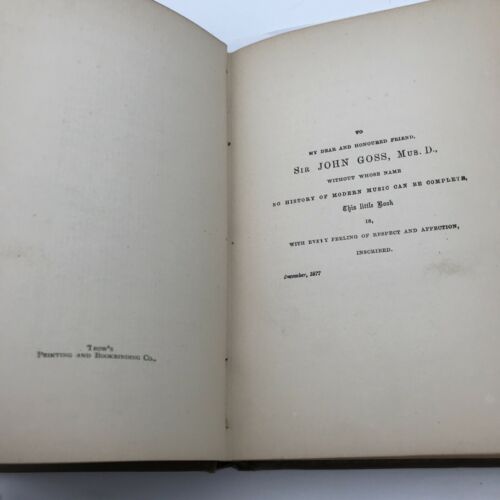 Trow's
Printing and Bookbinding Co.,
TO
MY DEAR AND HONOURED FRIEND,
Sir JOHN GOSS, Mus. D.,
WITHOUT WHOSE NAME
NO HISTORY OF MODERN MUSIC CAN BE COMPLETE,
This little Book
IS,
WITH EVERY FEELING OF RESPECT AND AFFECTION,
INSCRIBED.
December, 1877